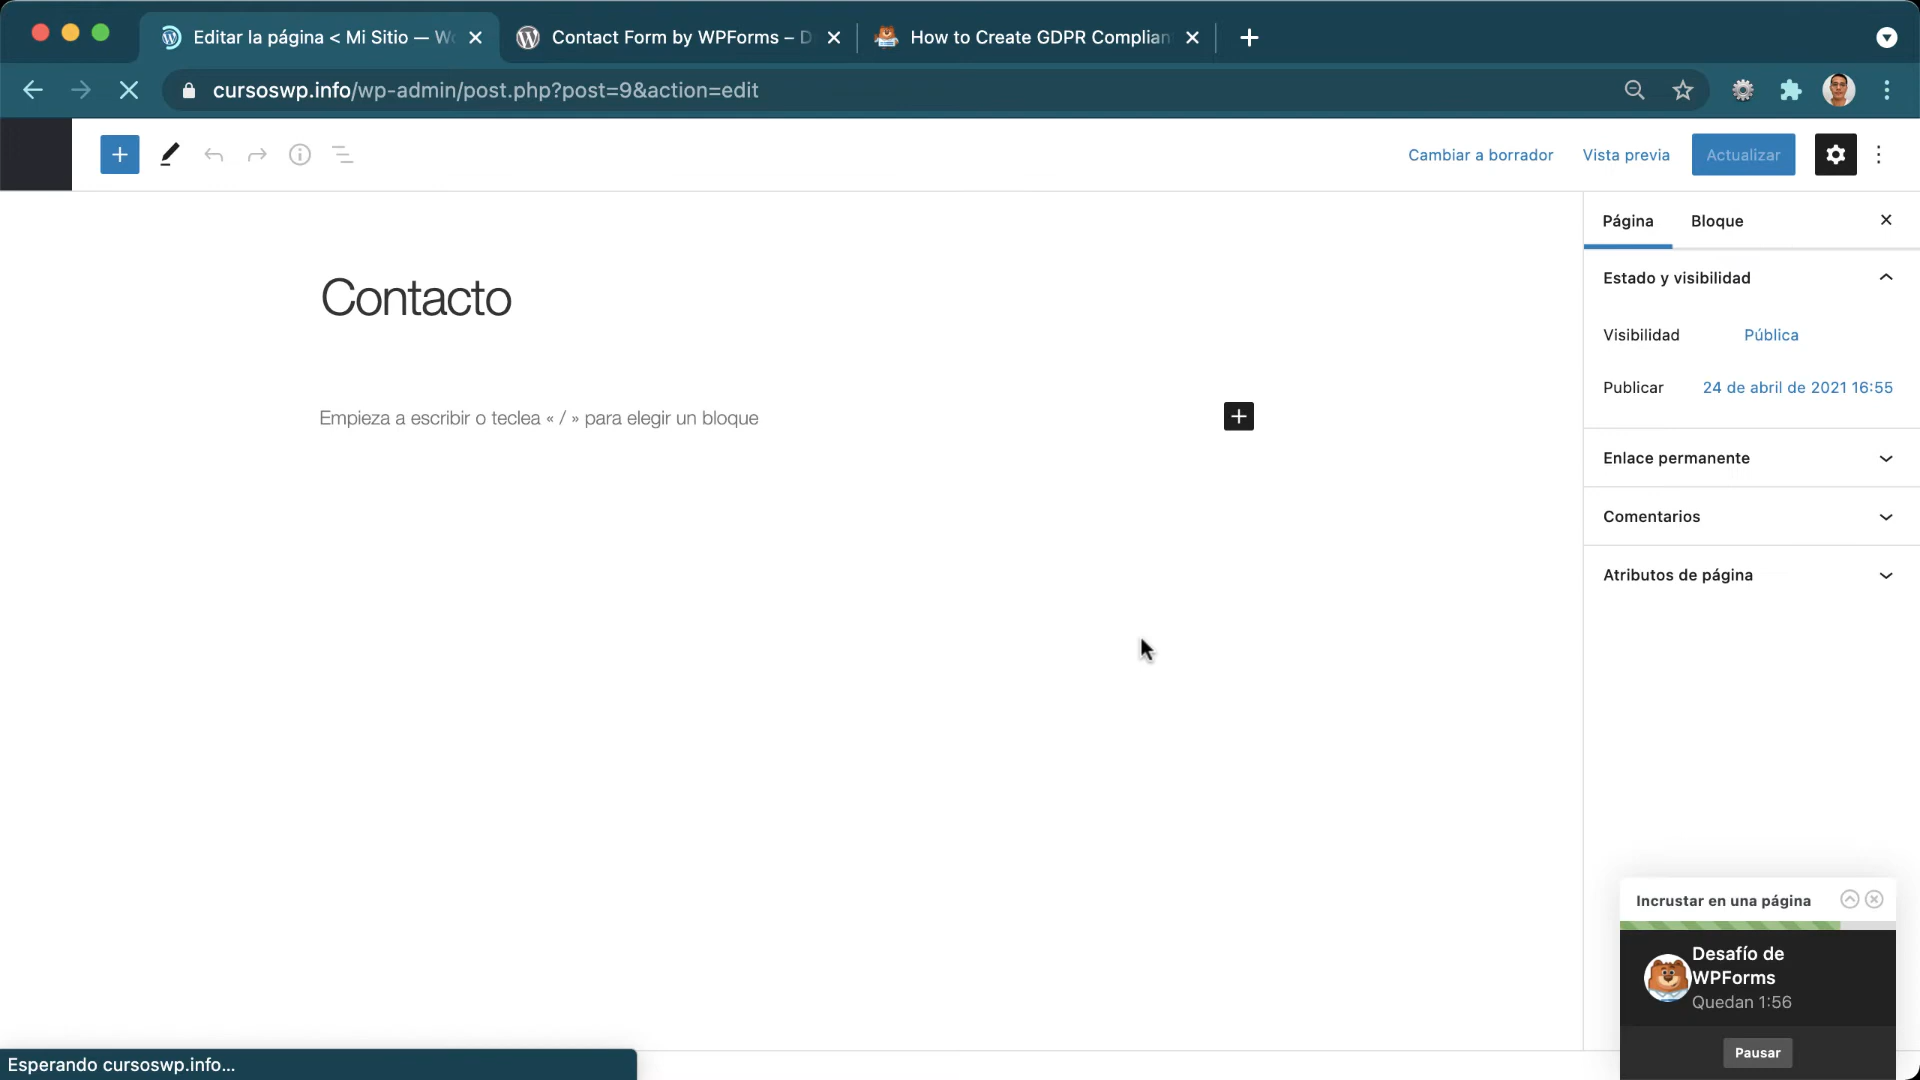 Editar la página < Mi Sitio — Wo
Contact Form by WPForms – D
How to Create GDPR Complian
cursoswp.info/wp-admin/post.php?post=9&action=edit
Cambiar a borrador
Vista previa
Actualizar
Página
Bloque
Contacto
Estado y visibilidad
Visibilidad
Pública
Publicar
24 de abril de 2021 16:55
Empieza a escribir o teclea « / » para elegir un bloque
Enlace permanente
Comentarios
Atributos de página
Incrustar en una página
Desafío de
WPForms
Quedan 1:56
Pausar
Esperando cursoswp.info...